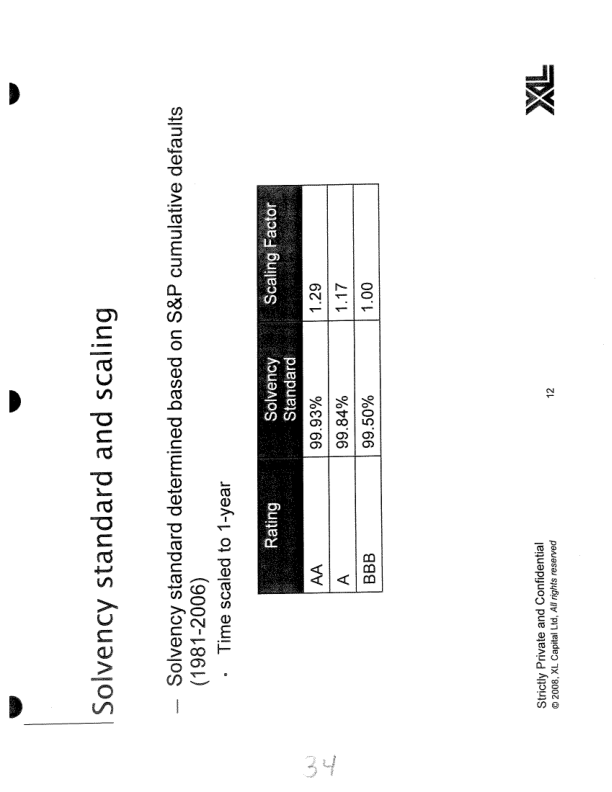 Solvency standard and scaling
— Solvency standard determined based on S&P cumulative defaults
(1981-2006)
· Time scaled to 1-year
Rating Solvency Standard Scaling Factor
AA 99.93% 1.29
A 99.84% 1.17
BBB 99.50% 1.00
Strictly Private and Confidential
© 2008, XL Capital Ltd, All rights reserved
12
XL
34